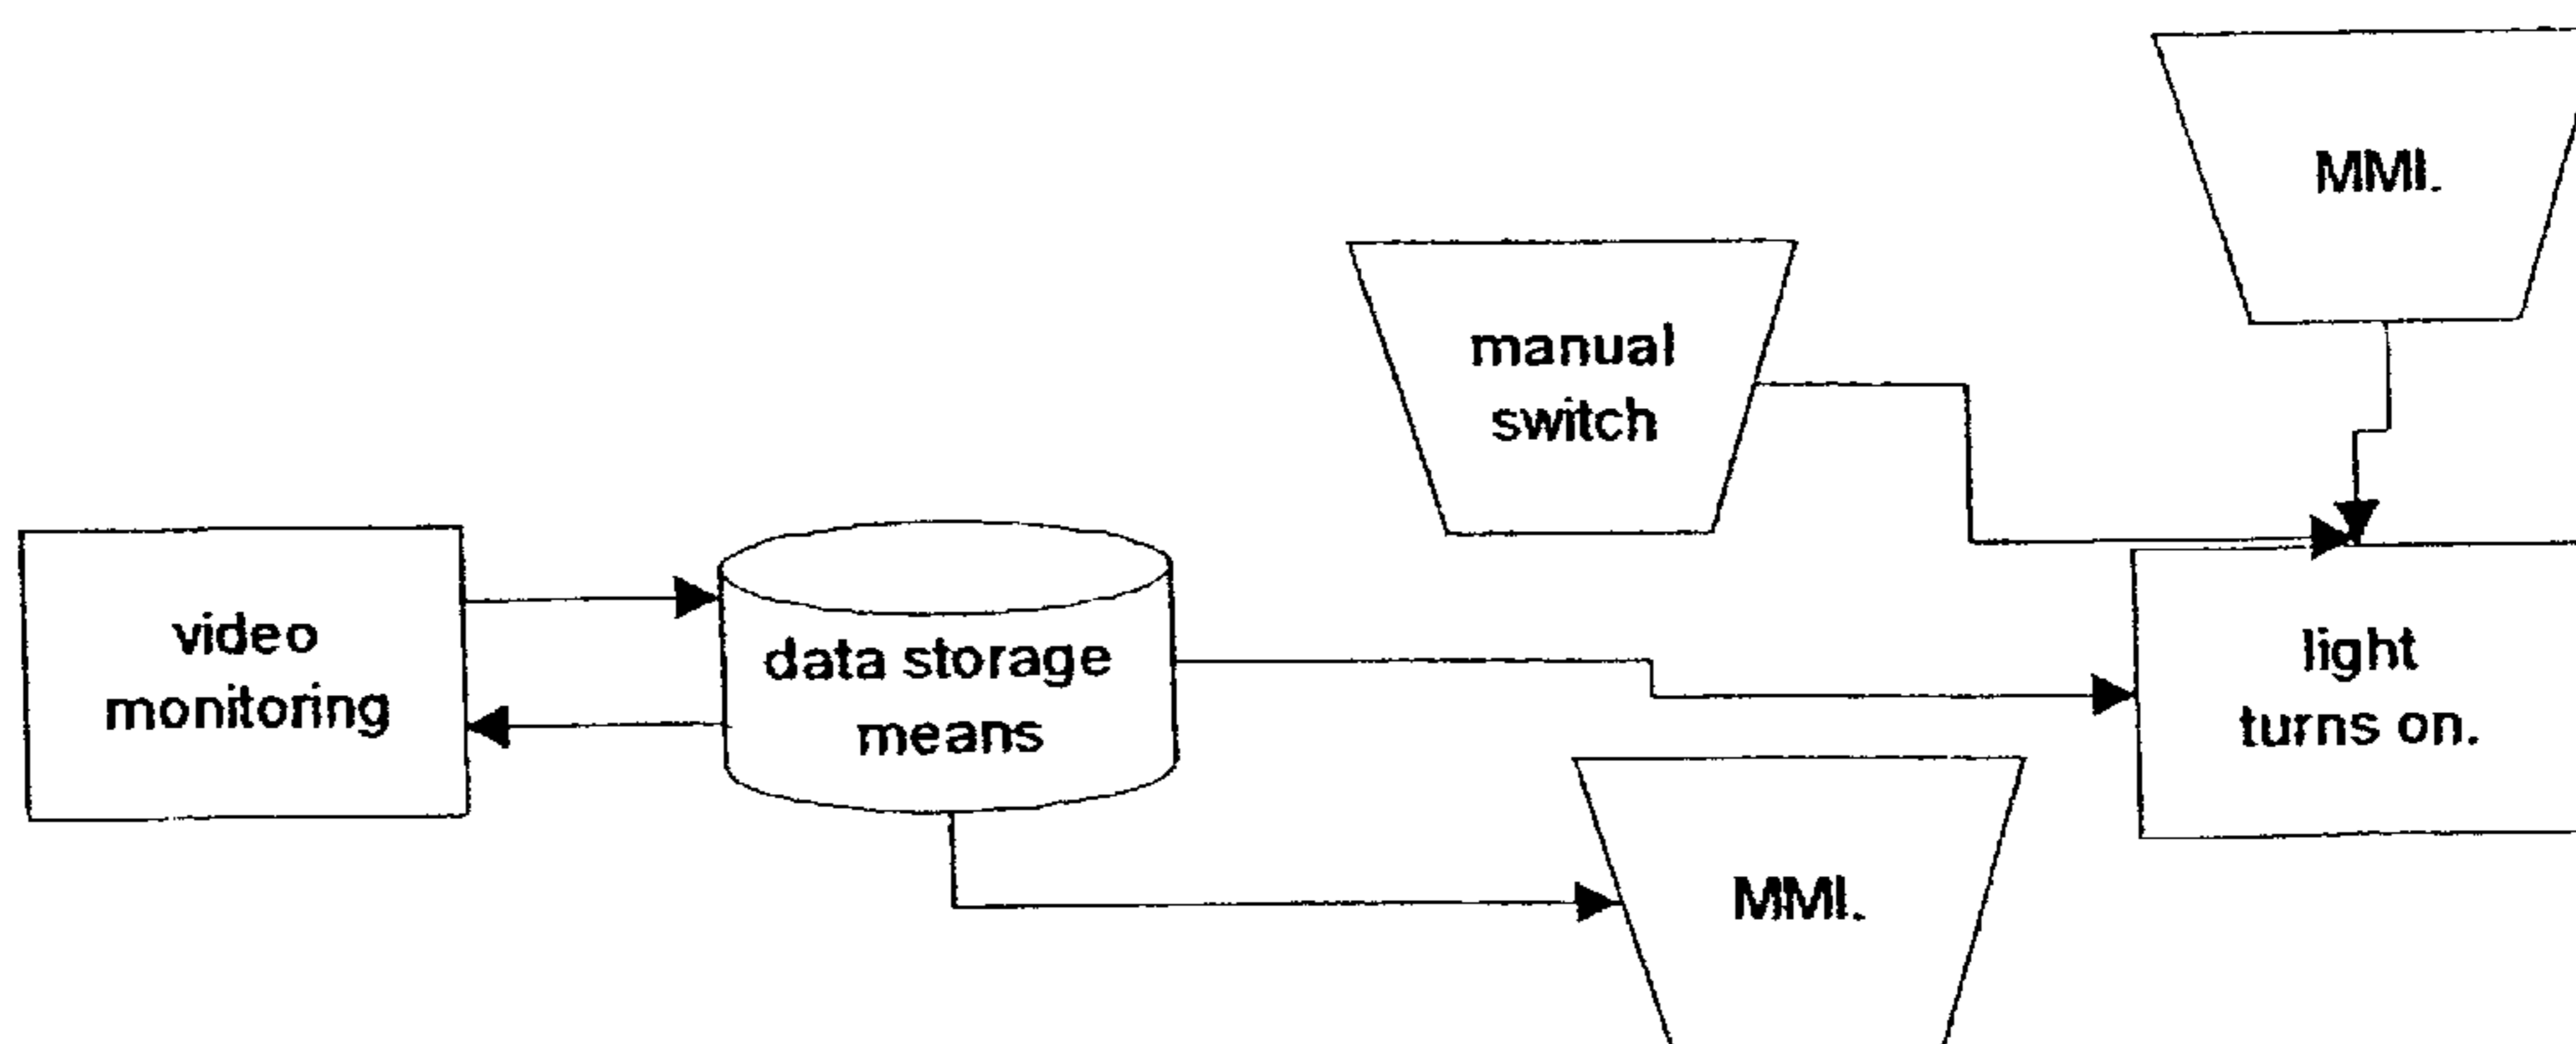 MMI.
manual
switch
video
monitoring
data storage
means
light
turns on.
MMI.